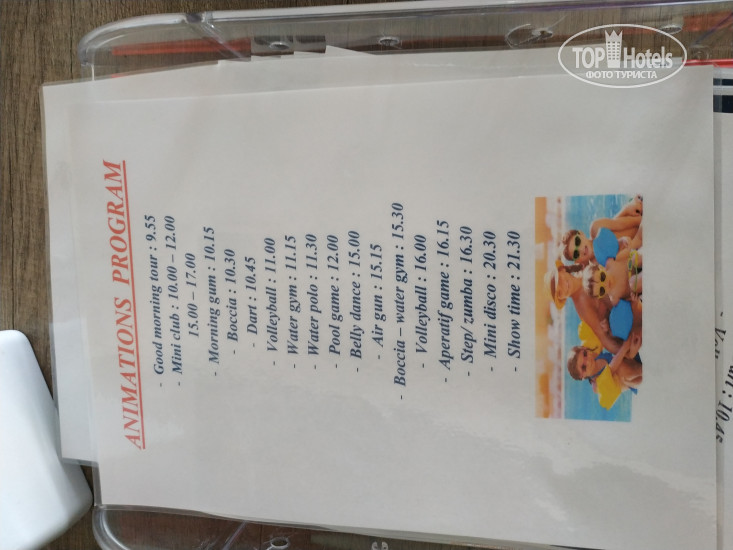 ANIMATIONS PROGRAM
- Good morning tour : 9.55
- Mini club : 10.00 – 12.00
15.00 – 17.00
- Morning gum : 10.15
- Boccia : 10.30
- Dart : 10.45
- Volleyball : 11.00
- Water gym : 11.15
- Water polo : 11.30
- Pool game : 12.00
- Belly dance : 15.00
- Air gun : 15.15
- Boccia – water gym : 15.30
- Volleyball : 16.00
- Aperatif game : 16.15
- Step/ zumba : 16.30
- Mini disco : 20.30
- Show time : 21.30
TOP Hotels
ФОТО ТУРИСТА